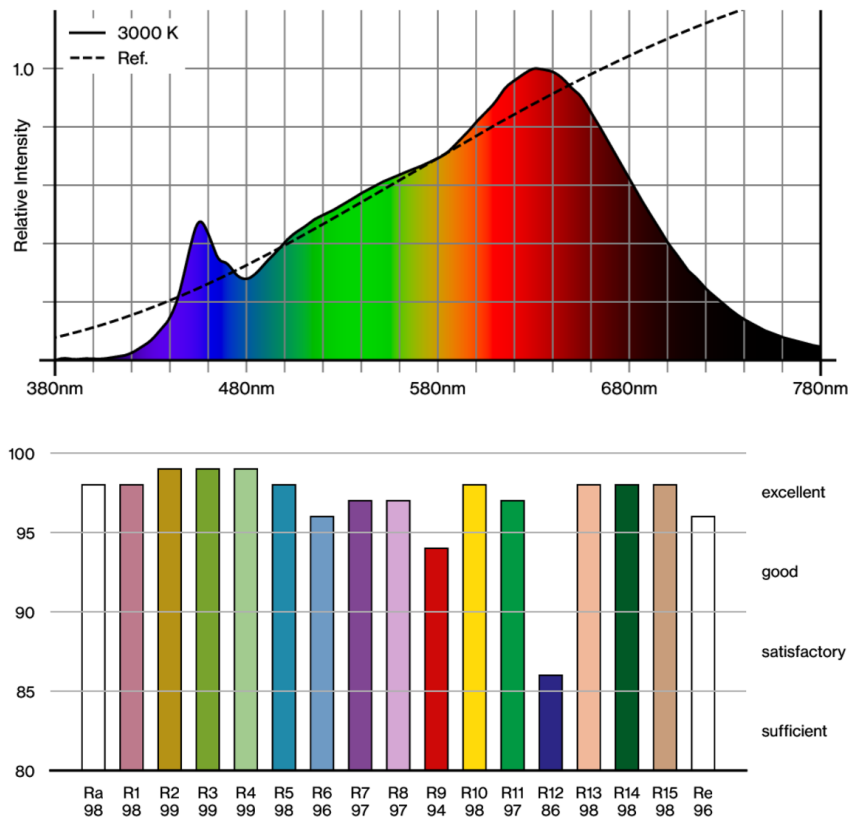 3000 K
Ref.
1.0
Relative Intensity
380nm 480nm 580nm 680nm 780nm
100
excellent
95
good
90
satisfactory
85
sufficient
80
Ra R1 R2 R3 R4 R5 R6 R7 R8 R9 R10 R11 R12 R13 R14 R15 Re
98 98 99 99 99 98 96 97 97 94 98 97 86 98 98 98 96